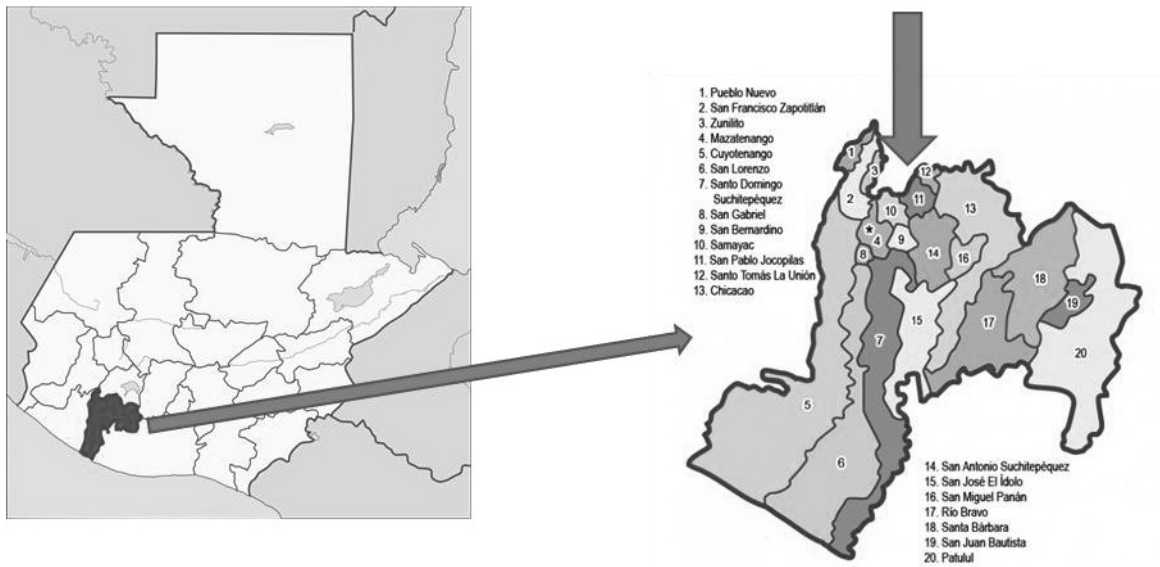 1. Pueblo Nuevo
2. San Francisco Zapotitlán
3. Zunilito
4. Mazatenango
5. Cuyotenango
6. San Lorenzo
7. Santo Domingo
Suchitepéquez
8. San Gabriel
9. San Bernardino
10. Samayac
11. San Pablo Jocopilas
12. Santo Tomás La Unión
13. Chicacao
1
3
12
2
10
11
13
4
9
8
14
16
18
19
15
17
7
20
5
6
14. San Antonio Suchitepéquez
15. San José El Ídolo
16. San Miguel Panán
17. Río Bravo
18. Santa Bárbara
19. San Juan Bautista
20. Patulul